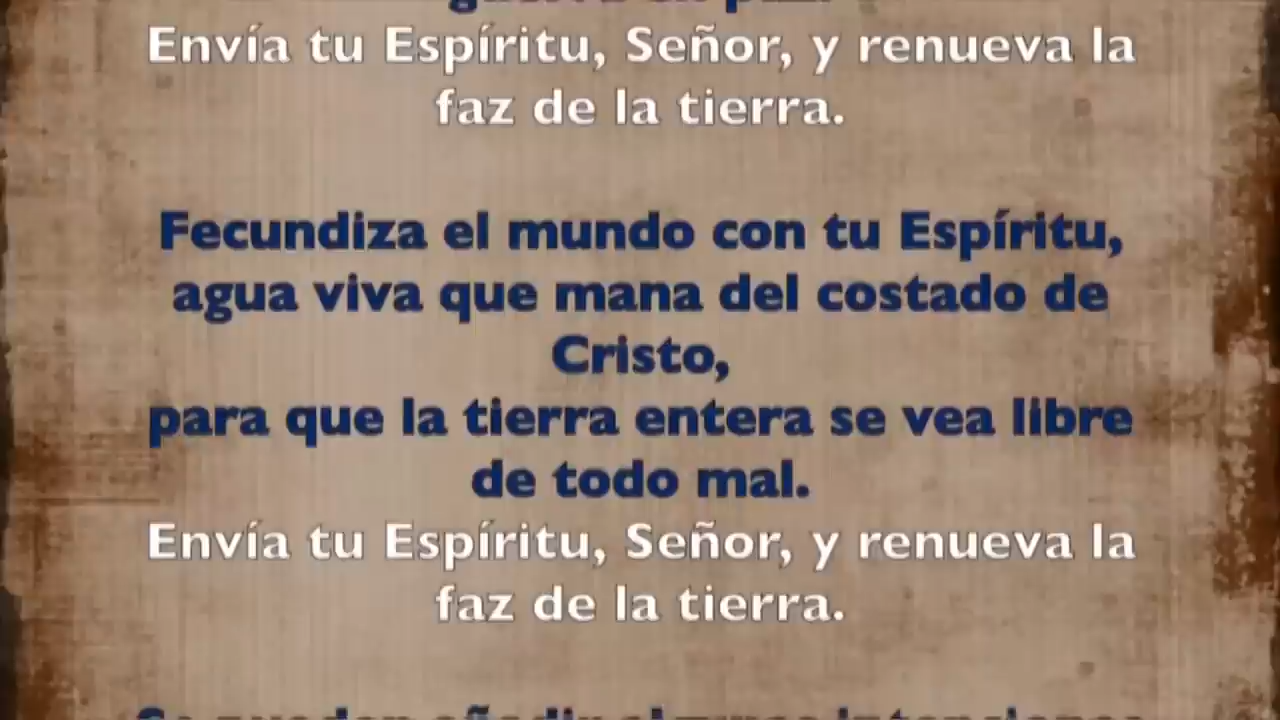 Envía tu Espíritu, Señor, y renueva la
faz de la tierra.
Fecundiza el mundo con tu Espíritu,
agua viva que mana del costado de
Cristo,
para que la tierra entera se vea libre
de todo mal.
Envía tu Espíritu, Señor, y renueva la
faz de la tierra.